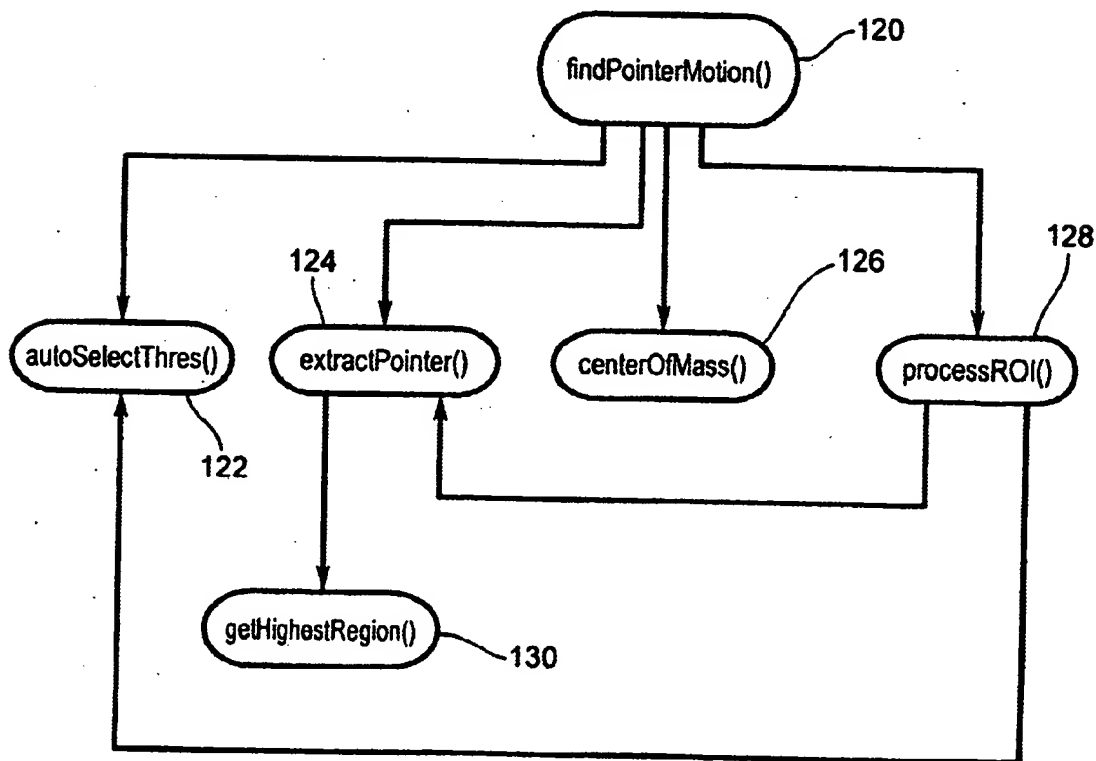 120
findPointerMotion()
124
126
128
autoSelectThres()
extractPointer()
centerOfMass()
processROI()
122
getHighestRegion()
130